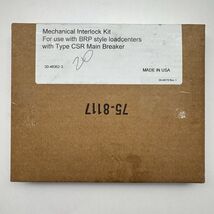 Mechanical Interlock Kit
For use with BRP style loadcenters
with Type CSR Main Breaker
20
MADE IN USA
75-8117